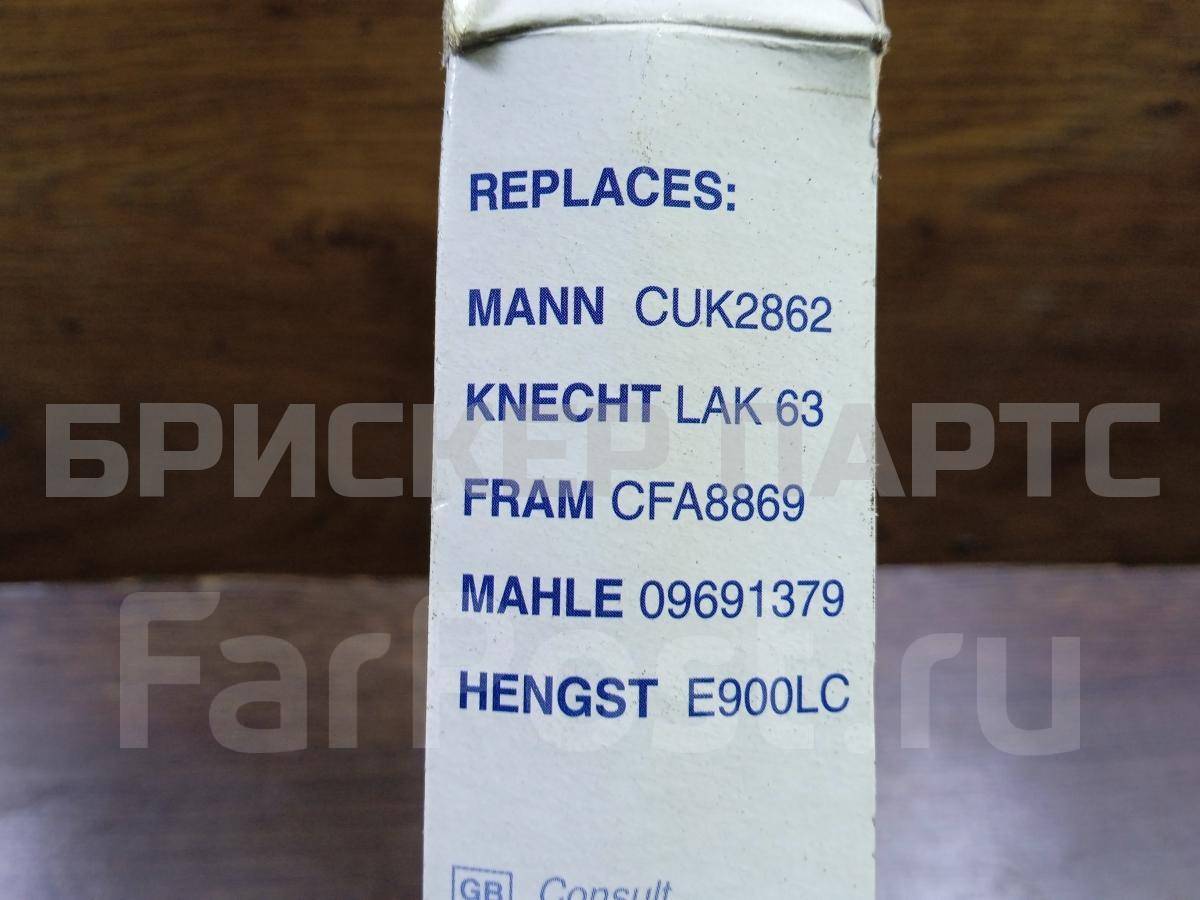 REPLACES:
MANN CUK2862
KNECHT LAK 63
БРИСКЕР ПАРТС
FRAM CFA8869
MAHLE 09691379
FarPost.ru
HENGST E900LC
GB Consult